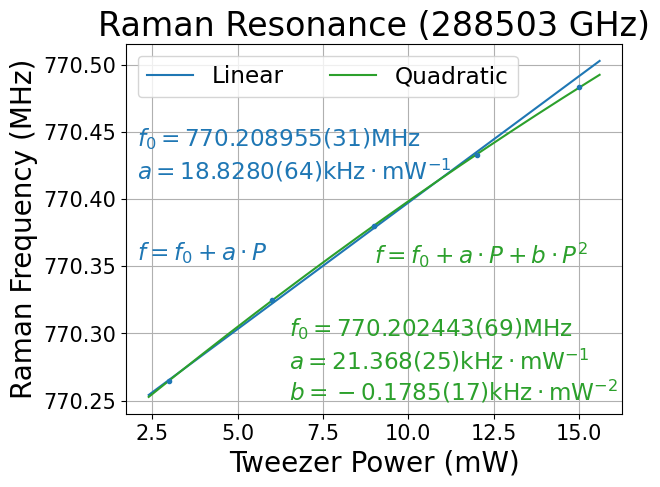 Raman Resonance (288503 GHz)
Linear
Quadratic
f₀ = 770.208955(31)MHz
a = 18.8280(64)kHz · mW⁻¹
f = f₀ + a · P
f = f₀ + a · P + b · P²
f₀ = 770.202443(69)MHz
a = 21.368(25)kHz · mW⁻¹
b = −0.1785(17)kHz · mW⁻²
Raman Frequency (MHz)
770.50
770.45
770.40
770.35
770.30
770.25
2.5 5.0 7.5 10.0 12.5 15.0
Tweezer Power (mW)